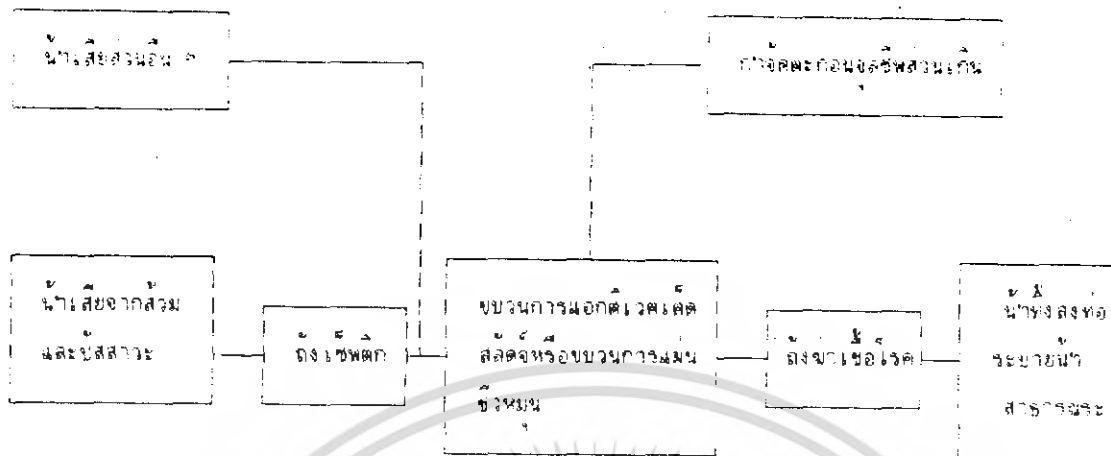 น้ำเสียส่วนอื่น ๆ
กำจัดตะกอนจุลชีพส่วนเกิน
น้ำเสียจากส้วม
และปัสสาวะ
ถังเซ็พติก
ขบวนการแอกติเวตเต็ด
สลัดจ์หรือขบวนการแผ่น
ชีวหมุน
ถังฆ่าเชื้อโรค
น้ำทิ้งลงท่อ
ระบายน้ำ
สาธารณะ